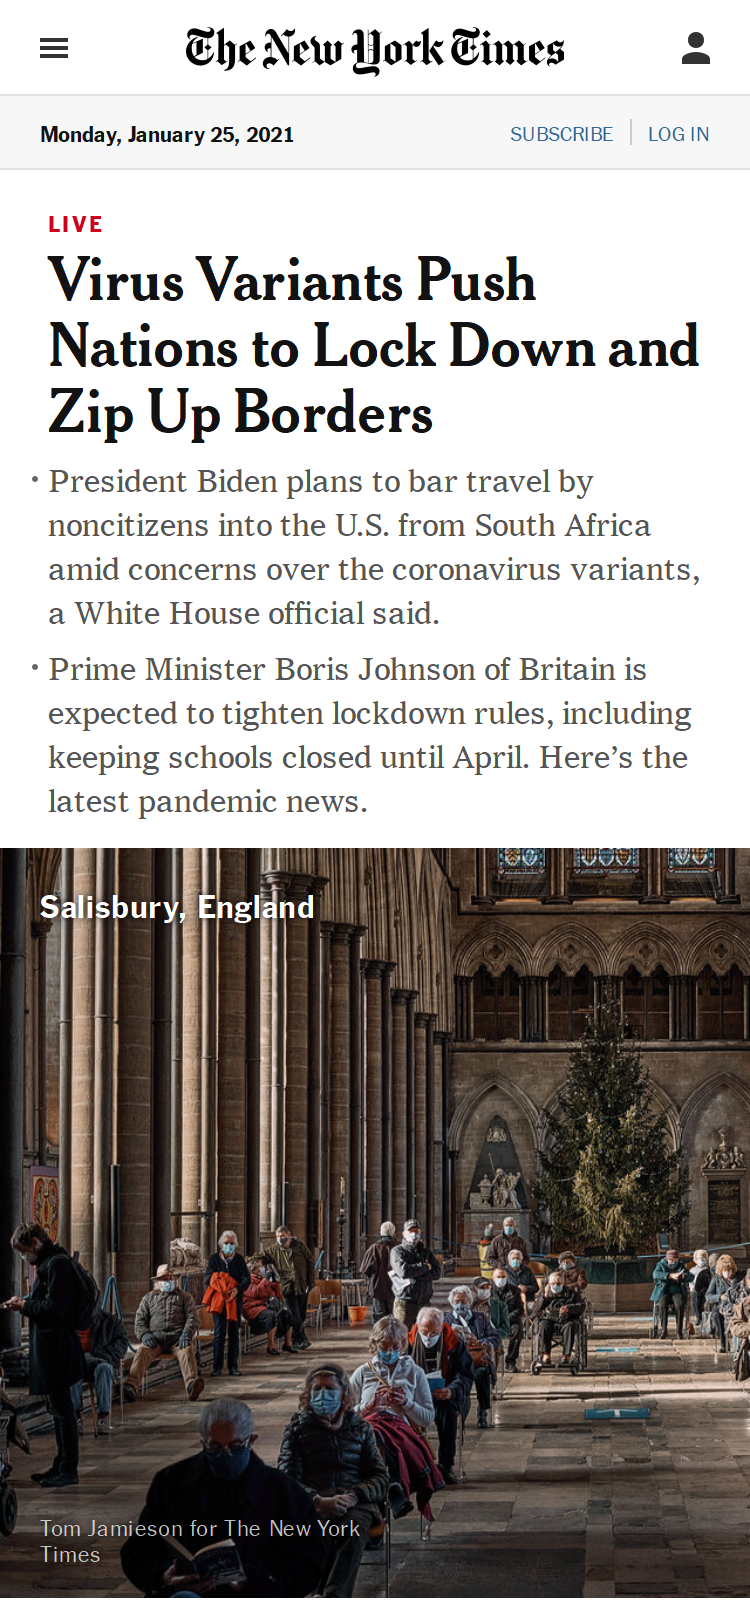 The New York Times
Monday, January 25, 2021
SUBSCRIBE
LOG IN
LIVE
Virus Variants Push
Nations to Lock Down and
Zip Up Borders
• President Biden plans to bar travel by
noncitizens into the U.S. from South Africa
amid concerns over the coronavirus variants,
a White House official said.
• Prime Minister Boris Johnson of Britain is
expected to tighten lockdown rules, including
keeping schools closed until April. Here’s the
latest pandemic news.
Salisbury, England
Tom Jamieson for The New York
Times